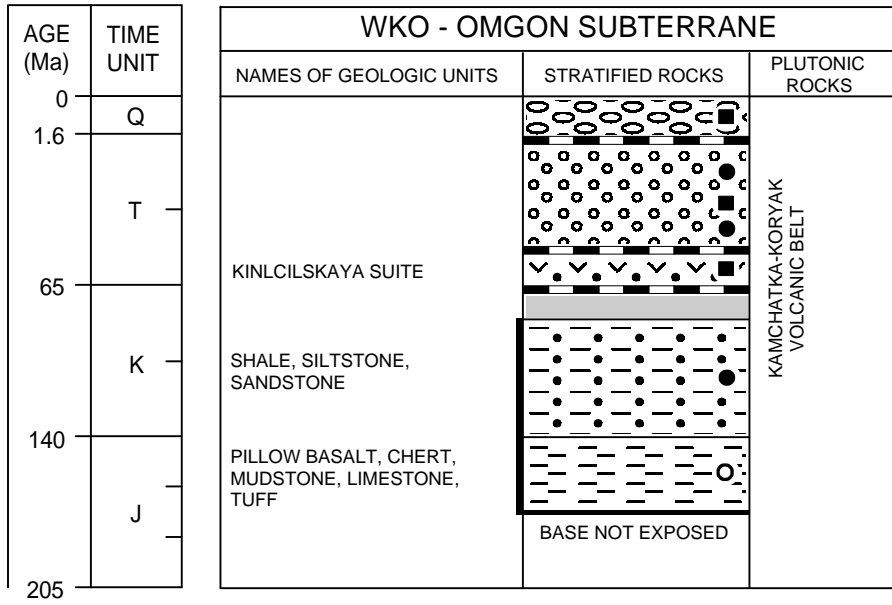 AGE
(Ma)
TIME
UNIT
WKO - OMGON SUBTERRANE
NAMES OF GEOLOGIC UNITS
STRATIFIED ROCKS
PLUTONIC
ROCKS
0
Q
1.6
T
KINLCILSKAYA SUITE
65
K
SHALE, SILTSTONE,
SANDSTONE
KAMCHATKA-KORYAK
VOLCANIC BELT
140
PILLOW BASALT, CHERT,
MUDSTONE, LIMESTONE,
TUFF
J
BASE NOT EXPOSED
205